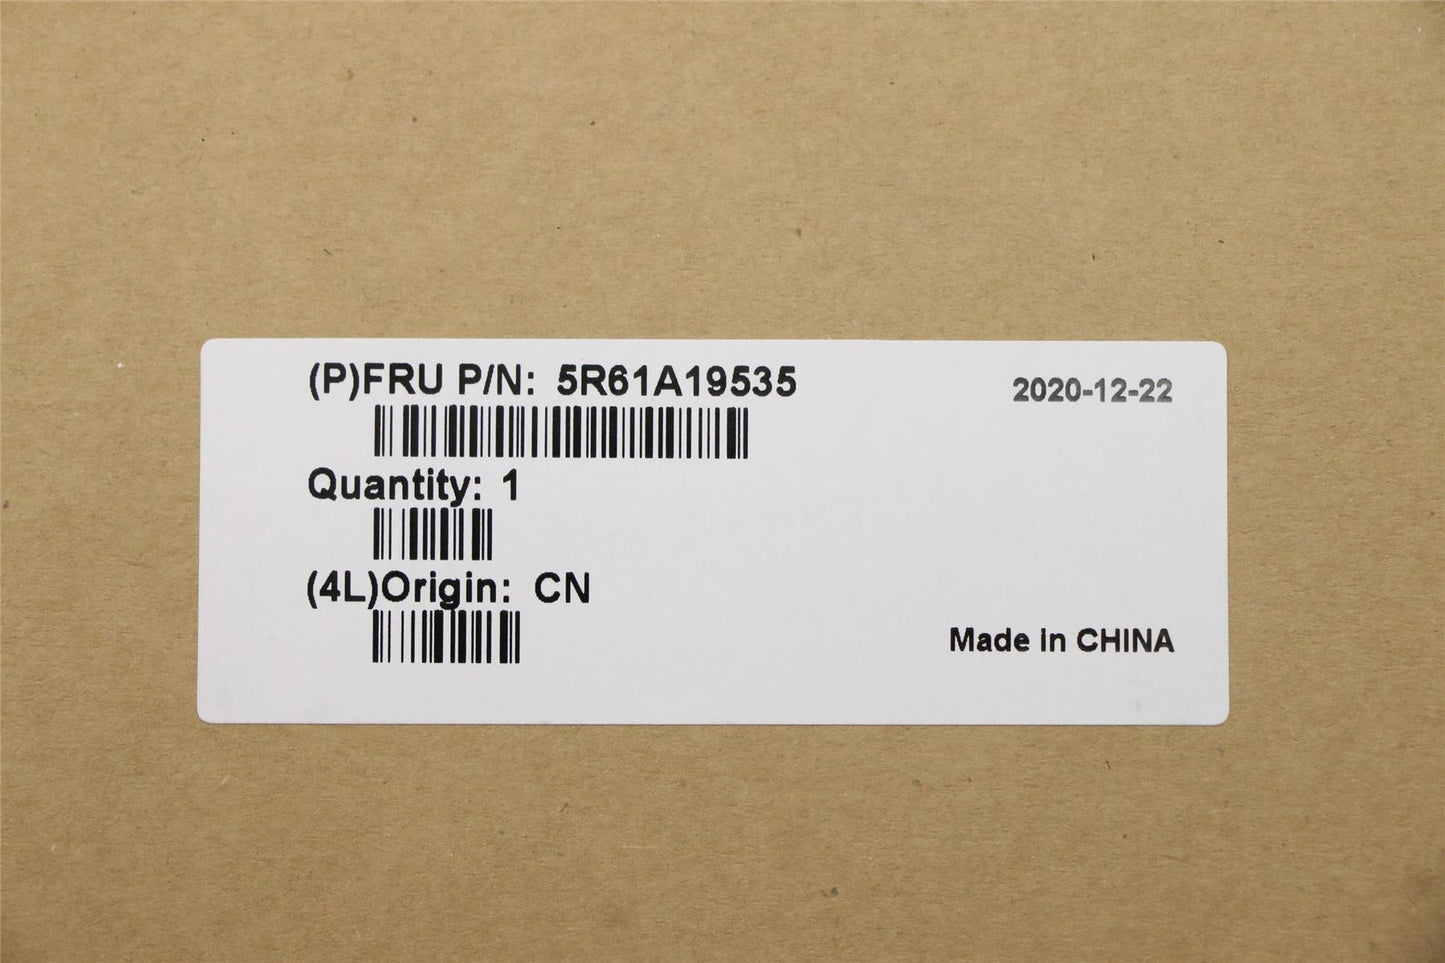 (P)FRU P/N: 5R61A19535
2020-12-22
Quantity: 1
(4L)Origin: CN
Made in CHINA